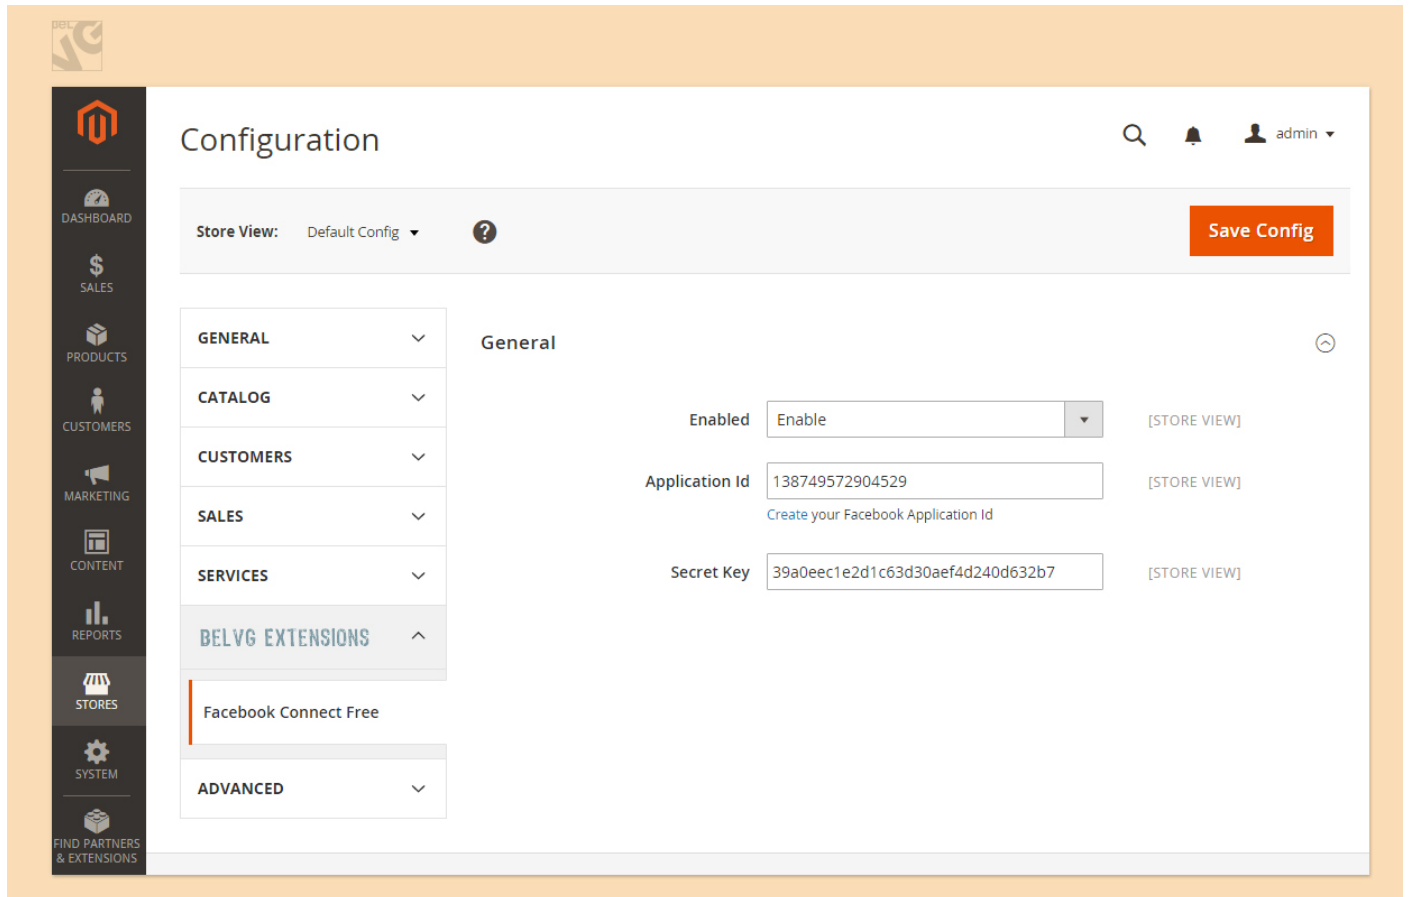 BEL
VG
Configuration
admin
DASHBOARD
Store View: Default Config ? Save Config
$
SALES
PRODUCTS
CUSTOMERS
MARKETING
CONTENT
REPORTS
STORES
SYSTEM
FIND PARTNERS
& EXTENSIONS
GENERAL
CATALOG
CUSTOMERS
SALES
SERVICES
BELVG EXTENSIONS
Facebook Connect Free
ADVANCED
General
Enabled Enable [STORE VIEW]
Application Id 138749572904529 [STORE VIEW]
Create your Facebook Application Id
Secret Key 39a0eec1e2d1c63d30aef4d240d632b7 [STORE VIEW]